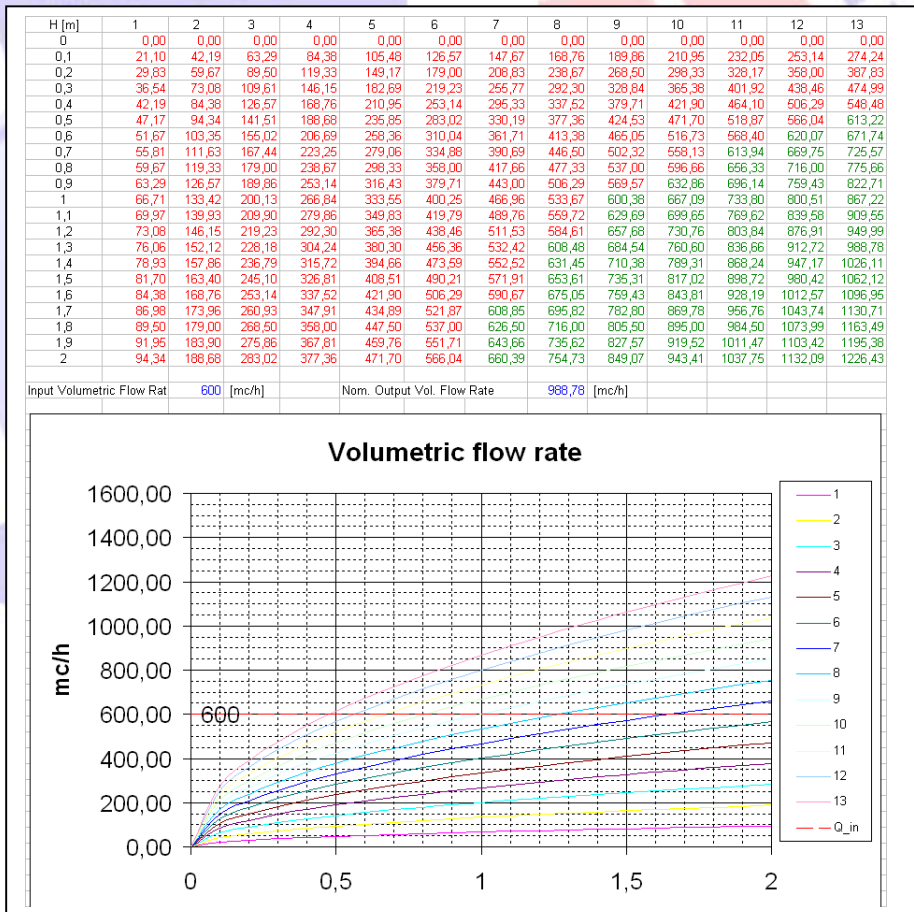 H [m] 1 2 3 4 5 6 7 8 9 10 11 12 13
0 0,00 0,00 0,00 0,00 0,00 0,00 0,00 0,00 0,00 0,00 0,00 0,00 0,00
0,1 21,10 42,19 63,29 84,38 105,48 126,57 147,67 168,76 189,86 210,95 232,05 253,14 274,24
0,2 29,83 59,67 89,50 119,33 149,17 179,00 208,83 238,67 268,50 298,33 328,17 358,00 387,83
0,3 36,54 73,08 109,61 146,15 182,69 219,23 255,77 292,30 328,84 365,38 401,92 438,46 474,99
0,4 42,19 84,38 126,57 168,76 210,95 253,14 295,33 337,52 379,71 421,90 464,10 506,29 548,48
0,5 47,17 94,34 141,51 188,68 235,85 283,02 330,19 377,36 424,53 471,70 518,87 566,04 613,22
0,6 51,67 103,35 155,02 206,69 258,36 310,04 361,71 413,38 465,05 516,73 568,40 620,07 671,74
0,7 55,81 111,63 167,44 223,25 279,06 334,88 390,69 446,50 502,32 558,13 613,94 669,75 725,57
0,8 59,67 119,33 179,00 238,67 298,33 358,00 417,66 477,33 537,00 596,66 656,33 716,00 775,66
0,9 63,29 126,57 189,86 253,14 316,43 379,71 443,00 506,29 569,57 632,86 696,14 759,43 822,71
1 66,71 133,42 200,13 266,84 333,55 400,25 466,96 533,67 600,38 667,09 733,80 800,51 867,22
1,1 69,97 139,93 209,90 279,86 349,83 419,79 489,76 559,72 629,69 699,65 769,62 839,58 909,55
1,2 73,08 146,15 219,23 292,30 365,38 438,46 511,53 584,61 657,68 730,76 803,84 876,91 949,99
1,3 76,06 152,12 228,18 304,24 380,30 456,36 532,42 608,48 684,54 760,60 836,66 912,72 988,78
1,4 78,93 157,86 236,79 315,72 394,66 473,59 552,52 631,45 710,38 789,31 868,24 947,17 1026,11
1,5 81,70 163,40 245,10 326,81 408,51 490,21 571,91 653,61 735,31 817,02 898,72 980,42 1062,12
1,6 84,38 168,76 253,14 337,52 421,90 506,29 590,67 675,05 759,43 843,81 928,19 1012,57 1096,95
1,7 86,98 173,96 260,93 347,91 434,89 521,87 608,85 695,82 782,80 869,78 956,76 1043,74 1130,71
1,8 89,50 179,00 268,50 358,00 447,50 537,00 626,50 716,00 805,50 895,00 984,50 1073,99 1163,49
1,9 91,95 183,90 275,86 367,81 459,76 551,71 643,66 735,62 827,57 919,52 1011,47 1103,42 1195,38
2 94,34 188,68 283,02 377,36 471,70 566,04 660,39 754,73 849,07 943,41 1037,75 1132,09 1226,43
Input Volumetric Flow Rat 600 [mc/h] Nom. Output Vol. Flow Rate 988,78 [mc/h]
Volumetric flow rate
1600,00
1400,00
1200,00
1000,00
800,00
600,00
400,00
200,00
0,00
mc/h
600
0 0,5 1 1,5 2
1
2
3
4
5
6
7
8
9
10
11
12
13
Q_in